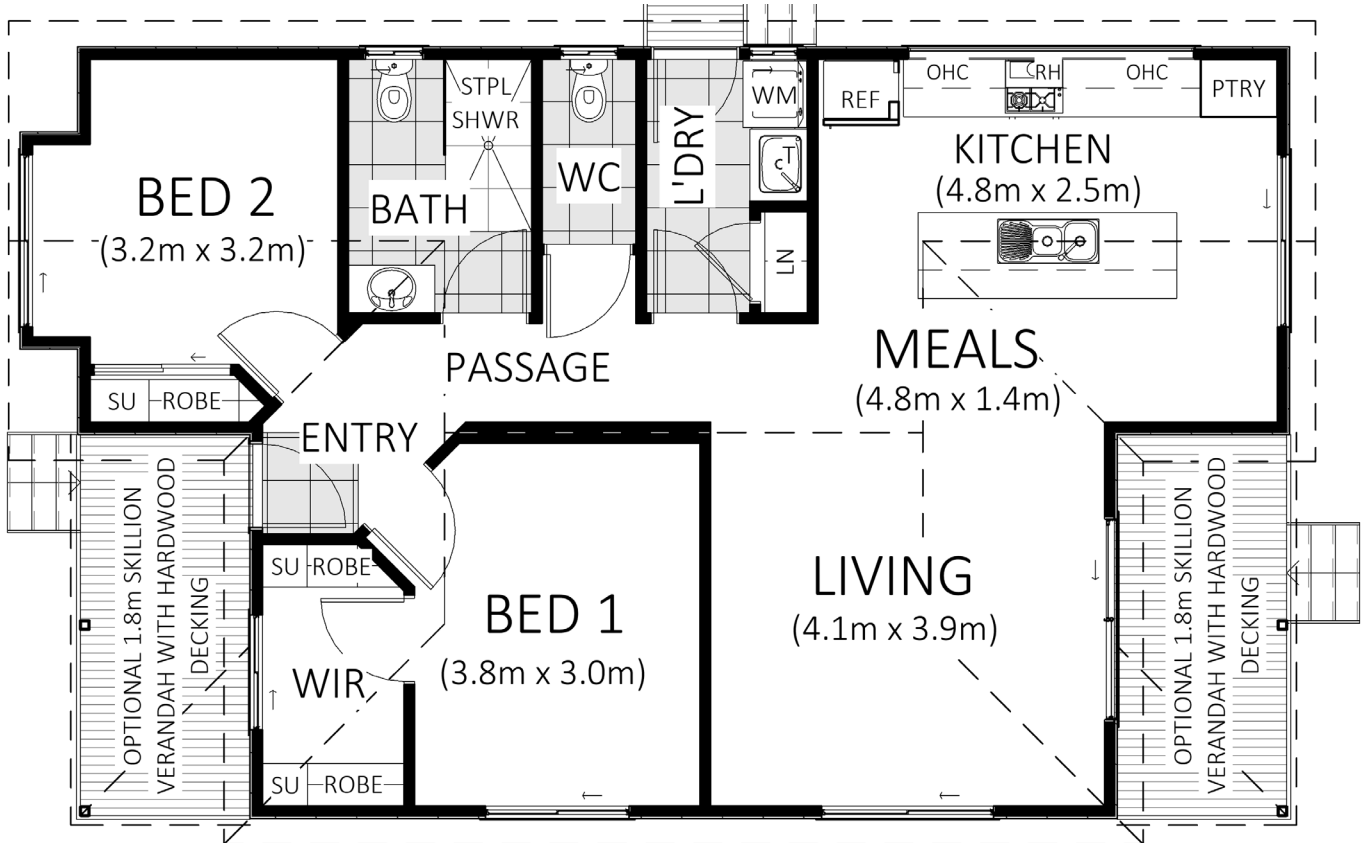 STPL
SHWR
WM
REF
OHC
RH
OHC
PTRY
BED 2
(3.2m x 3.2m)
BATH
WC
L'DRY
T
C
LN
KITCHEN
(4.8m x 2.5m)
PASSAGE
MEALS
(4.8m x 1.4m)
SU
ROBE
ENTRY
OPTIONAL 1.8m SKILLION
VERANDAH WITH HARDWOOD
DECKING
SU
ROBE
WIR
SU
ROBE
BED 1
(3.8m x 3.0m)
LIVING
(4.1m x 3.9m)
OPTIONAL 1.8m SKILLION
VERANDAH WITH HARDWOOD
DECKING